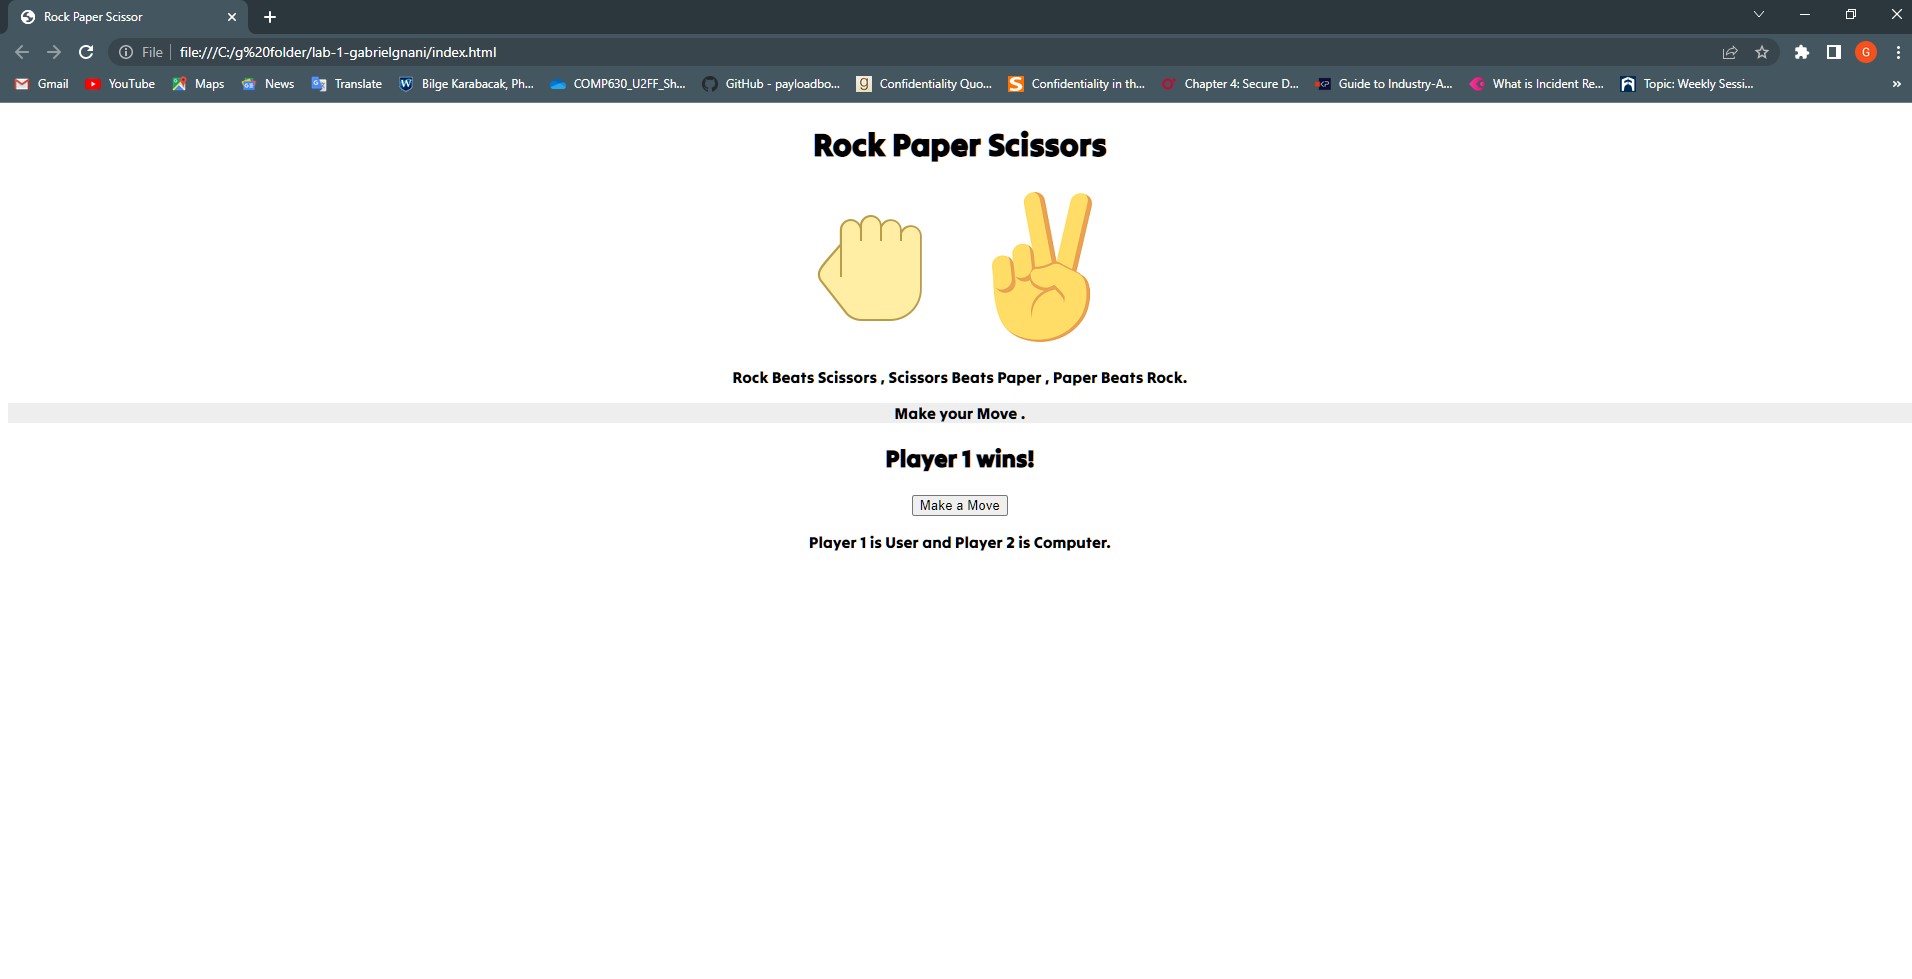 Rock Paper Scissor
File file:///C:/g%20folder/lab-1-gabrielgnani/index.html G
Gmail YouTube Maps News Translate W Bilge Karabacak, Ph... COMP630_U2FF_Sh... GitHub - payloadbo... g Confidentiality Quo... S Confidentiality in th... Chapter 4: Secure D... KP Guide to Industry-A... What is Incident Re... Topic: Weekly Sessi... »
Rock Paper Scissors
Rock Beats Scissors , Scissors Beats Paper , Paper Beats Rock.
Make your Move .
Player 1 wins!
Make a Move
Player 1 is User and Player 2 is Computer.